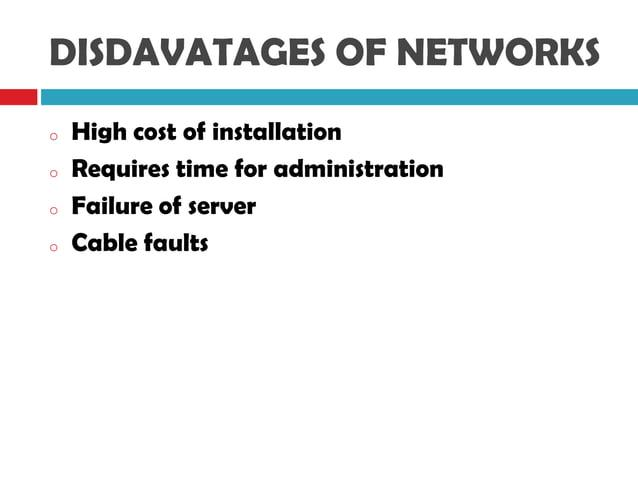 DISDAVATAGES OF NETWORKS
o High cost of installation
o Requires time for administration
o Failure of server
o Cable faults